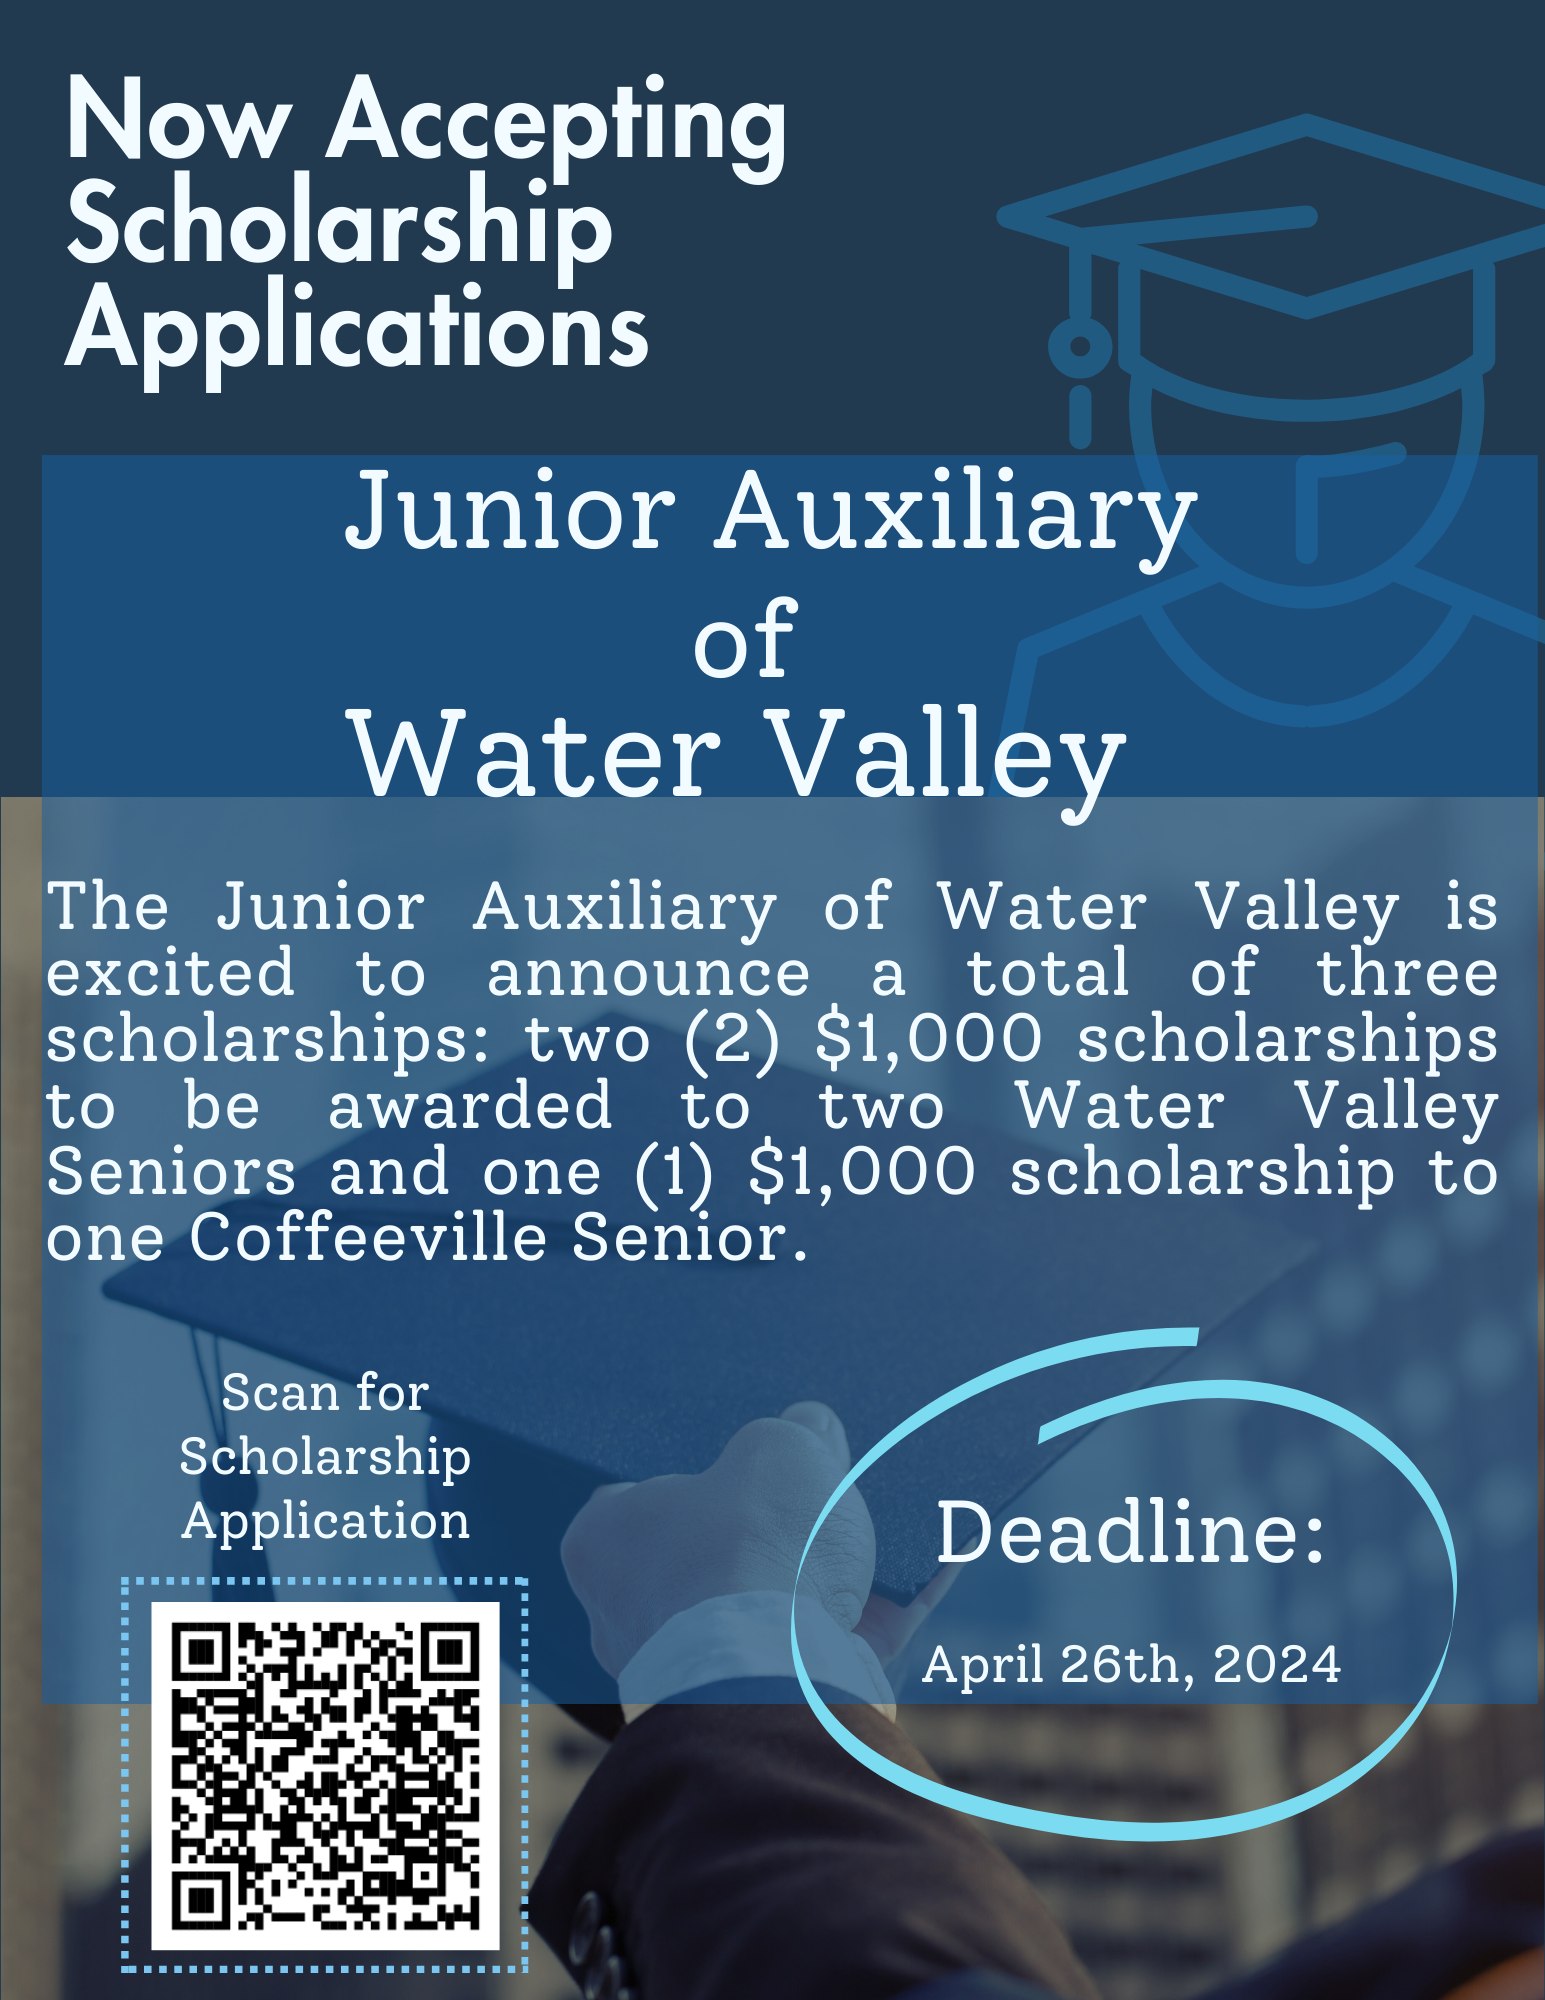 Now Accepting
Scholarship
Applications
Junior Auxiliary
of
Water Valley
The Junior Auxiliary of Water Valley is
excited to announce a total of three
scholarships: two (2) $1,000 scholarships
to be awarded to two Water Valley
Seniors and one (1) $1,000 scholarship to
one Coffeeville Senior.
Scan for
Scholarship
Application
Deadline:
April 26th, 2024